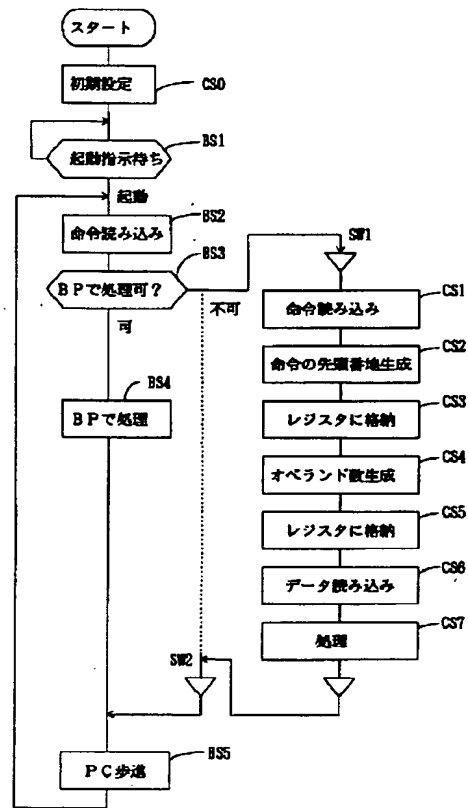 スタート
初期設定
CS0
起動指示待ち
BS1
起動
BS2
命令読み込み
BS3
BPで処理可?
不可
可
SW1
CS1
命令読み込み
CS2
命令の先頭番地生成
BS4
BPで処理
CS3
レジスタに格納
CS4
オペランド数生成
CS5
レジスタに格納
CS6
データ読み込み
CS7
処理
SW2
BS5
PC歩進